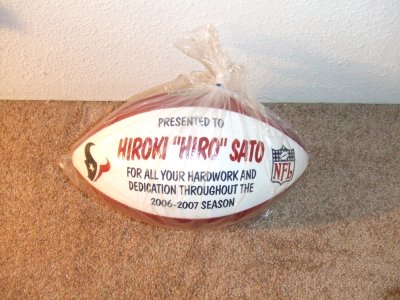 PRESENTED TO
HIROKI "HIRO" SATO
FOR ALL YOUR HARDWORK AND
DEDICATION THROUGHOUT THE
2006-2007 SEASON
NFL